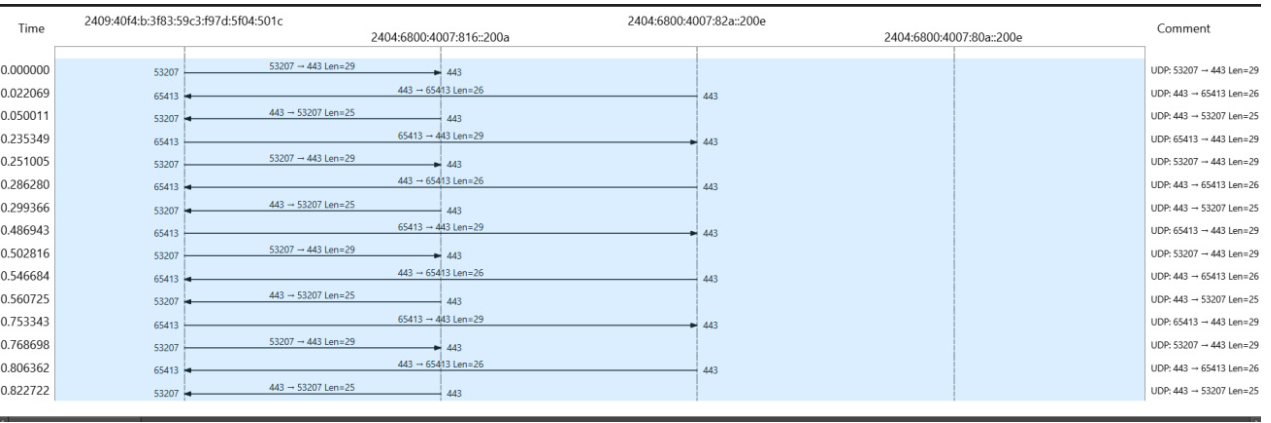 Time 2409:40f4:b:3f83:59c3:f97d:5f04:501c 2404:6800:4007:82a::200e Comment
2404:6800:4007:816::200a 2404:6800:4007:80a::200e
0.000000 53207 53207 → 443 Len=29 443 UDP: 53207 → 443 Len=29
0.022069 65413 443 → 65413 Len=26 443 UDP: 443 → 65413 Len=26
0.050011 53207 443 → 53207 Len=25 443 UDP: 443 → 53207 Len=25
0.235349 65413 65413 → 443 Len=29 443 UDP: 65413 → 443 Len=29
0.251005 53207 53207 → 443 Len=29 443 UDP: 53207 → 443 Len=29
0.286280 65413 443 → 65413 Len=26 443 UDP: 443 → 65413 Len=26
0.299366 53207 443 → 53207 Len=25 443 UDP: 443 → 53207 Len=25
0.486943 65413 65413 → 443 Len=29 443 UDP: 65413 → 443 Len=29
0.502816 53207 53207 → 443 Len=29 443 UDP: 53207 → 443 Len=29
0.546684 65413 443 → 65413 Len=26 443 UDP: 443 → 65413 Len=26
0.560725 53207 443 → 53207 Len=25 443 UDP: 443 → 53207 Len=25
0.753343 65413 65413 → 443 Len=29 443 UDP: 65413 → 443 Len=29
0.768698 53207 53207 → 443 Len=29 443 UDP: 53207 → 443 Len=29
0.806362 65413 443 → 65413 Len=26 443 UDP: 443 → 65413 Len=26
0.822722 53207 443 → 53207 Len=25 443 UDP: 443 → 53207 Len=25